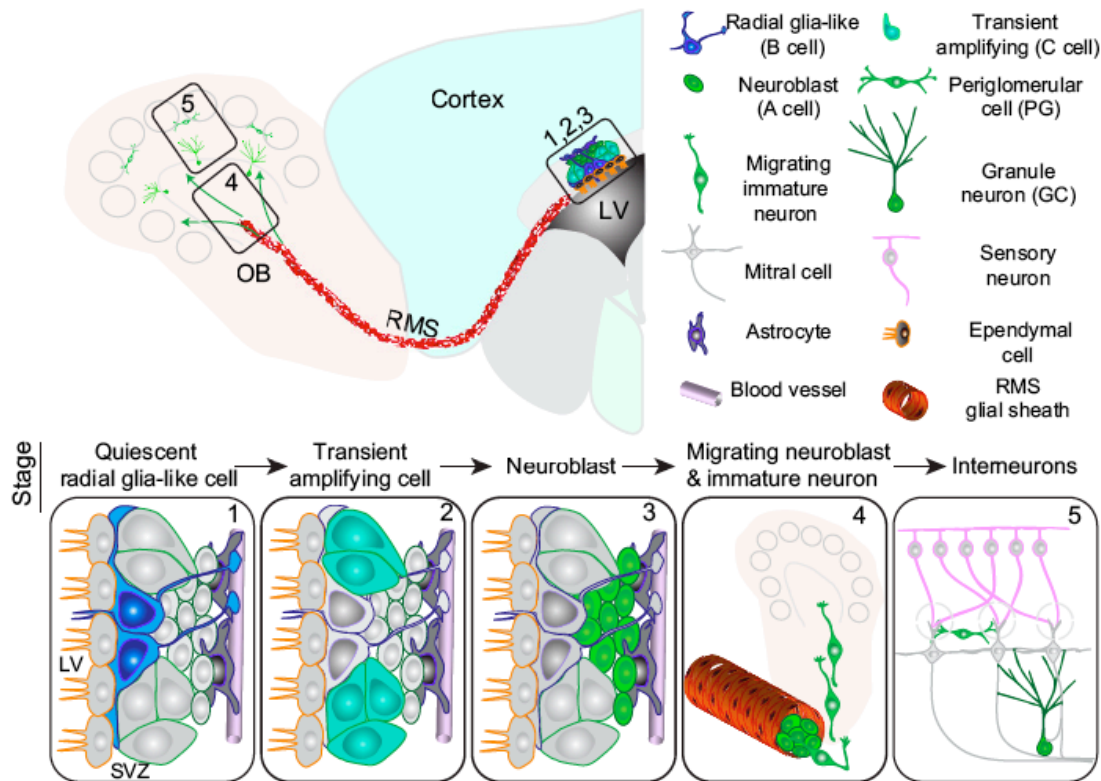 Cortex
5
4
1,2,3
LV
OB
RMS
Radial glia-like
(B cell)
Transient
amplifying (C cell)
Neuroblast
(A cell)
Periglomerular
cell (PG)
Migrating
immature
neuron
Granule
neuron (GC)
Mitral cell
Sensory
neuron
Astrocyte
Ependymal
cell
Blood vessel
RMS
glial sheath
Stage
Quiescent
radial glia-like cell
Transient
amplifying cell
Neuroblast
Migrating neuroblast
& immature neuron
Interneurons
1
LV
SVZ
2
3
4
5